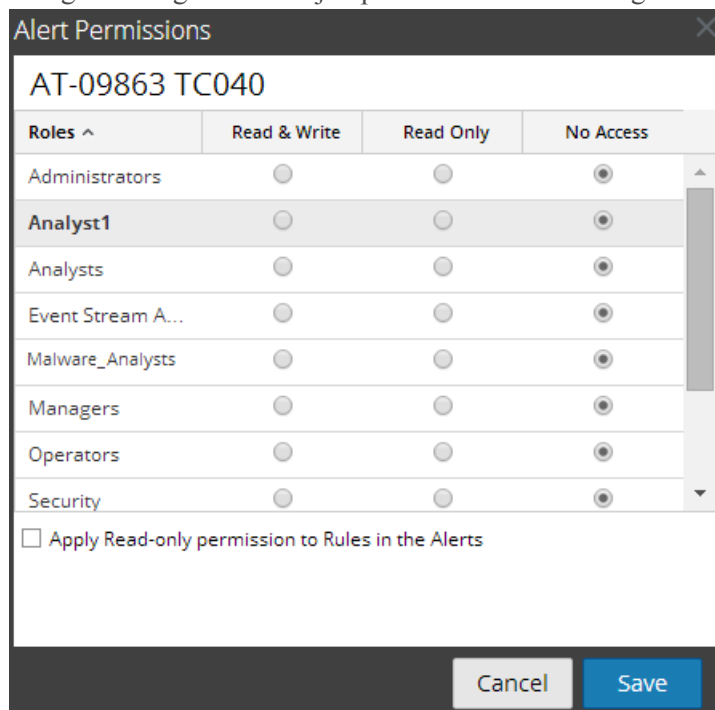 Alert Permissions
AT-09863 TC040
Roles Read & Write Read Only No Access
Administrators
Analyst1
Analysts
Event Stream A...
Malware_Analysts
Managers
Operators
Security
Apply Read-only permission to Rules in the Alerts
Cancel Save